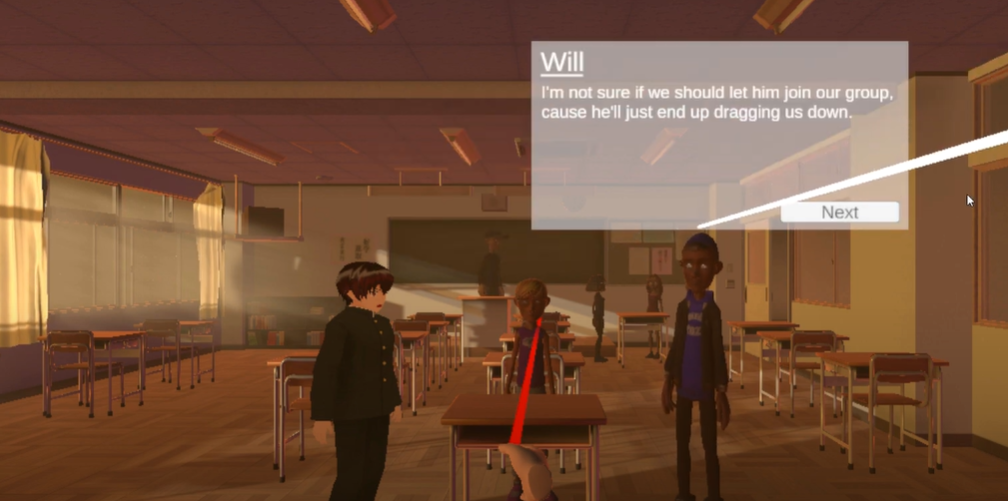 Will
I'm not sure if we should let him join our group,
cause he'll just end up dragging us down.
Next